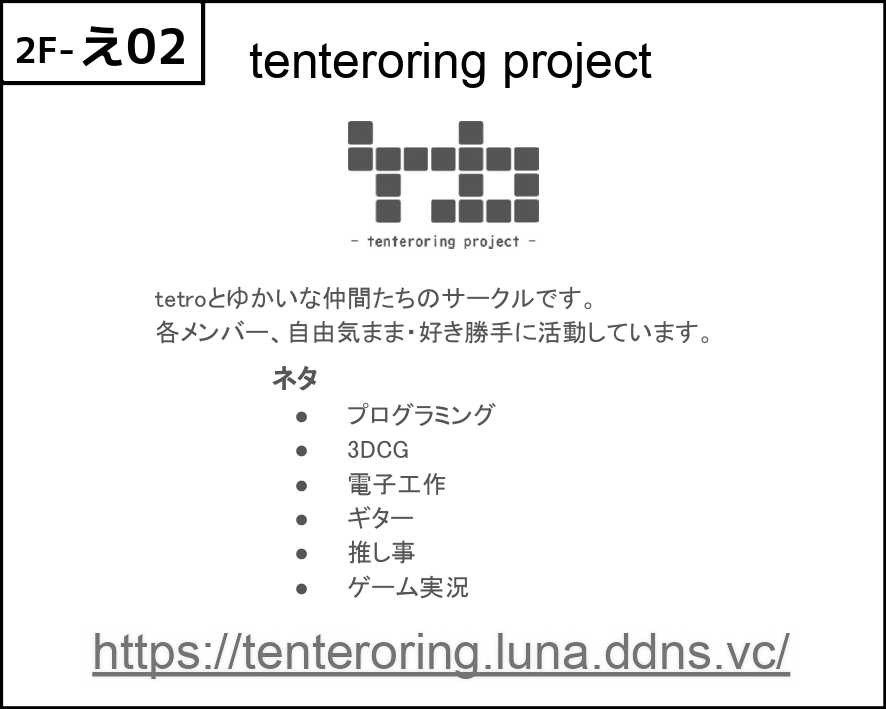 2F-え02
tenteroring project
- tenteroring project -
tetroとゆかいな仲間たちのサークルです。
各メンバー、自由気まま・好き勝手に活動しています。
ネタ
● プログラミング
● 3DCG
● 電子工作
● ギター
● 推し事
● ゲーム実況
https://tenteroring.luna.ddns.vc/